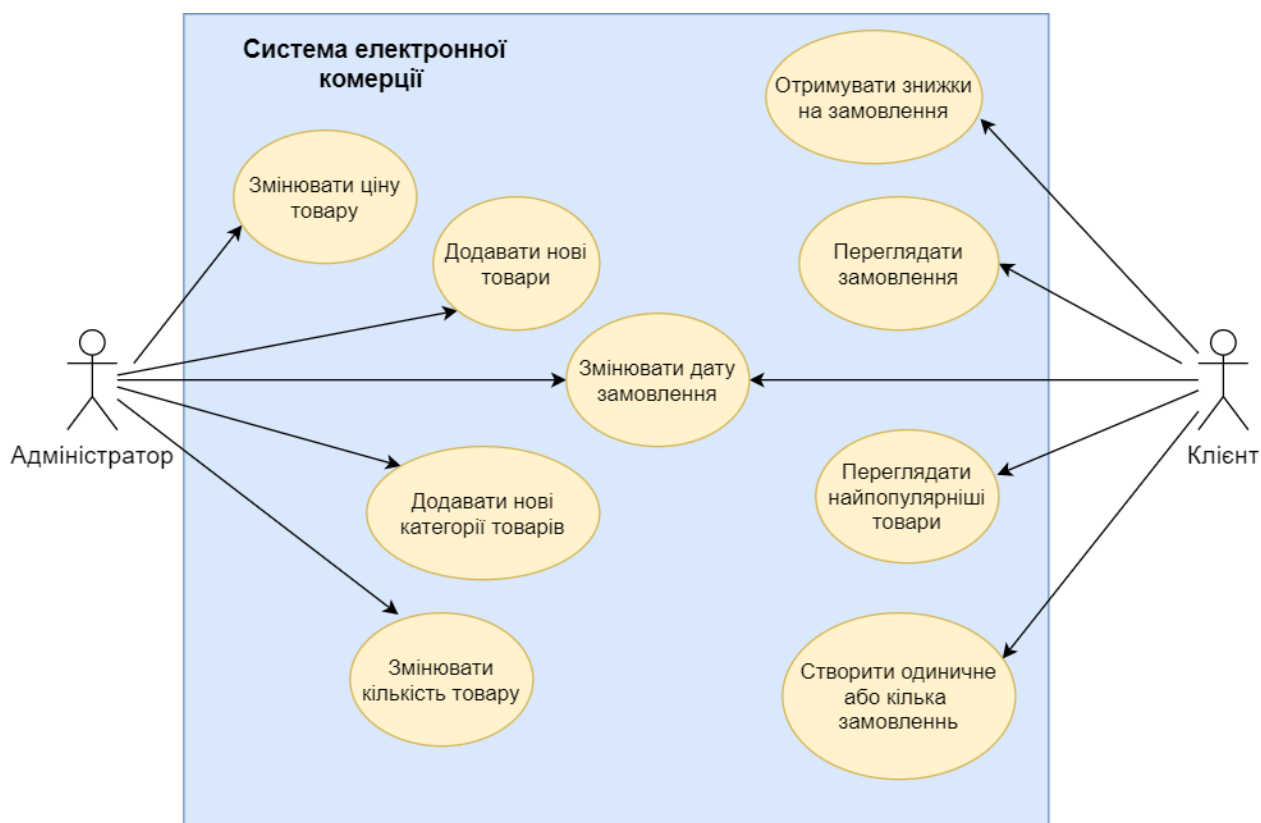 Система електронної
комерції
Отримувати знижки
на замовлення
Змінювати ціну
товару
Додавати нові
товари
Переглядати
замовлення
Змінювати дату
замовлення
Адміністратор
Клієнт
Додавати нові
категорії товарів
Переглядати
найпопулярніші
товари
Змінювати
кількість товару
Створити одиничне
або кілька
замовленнь